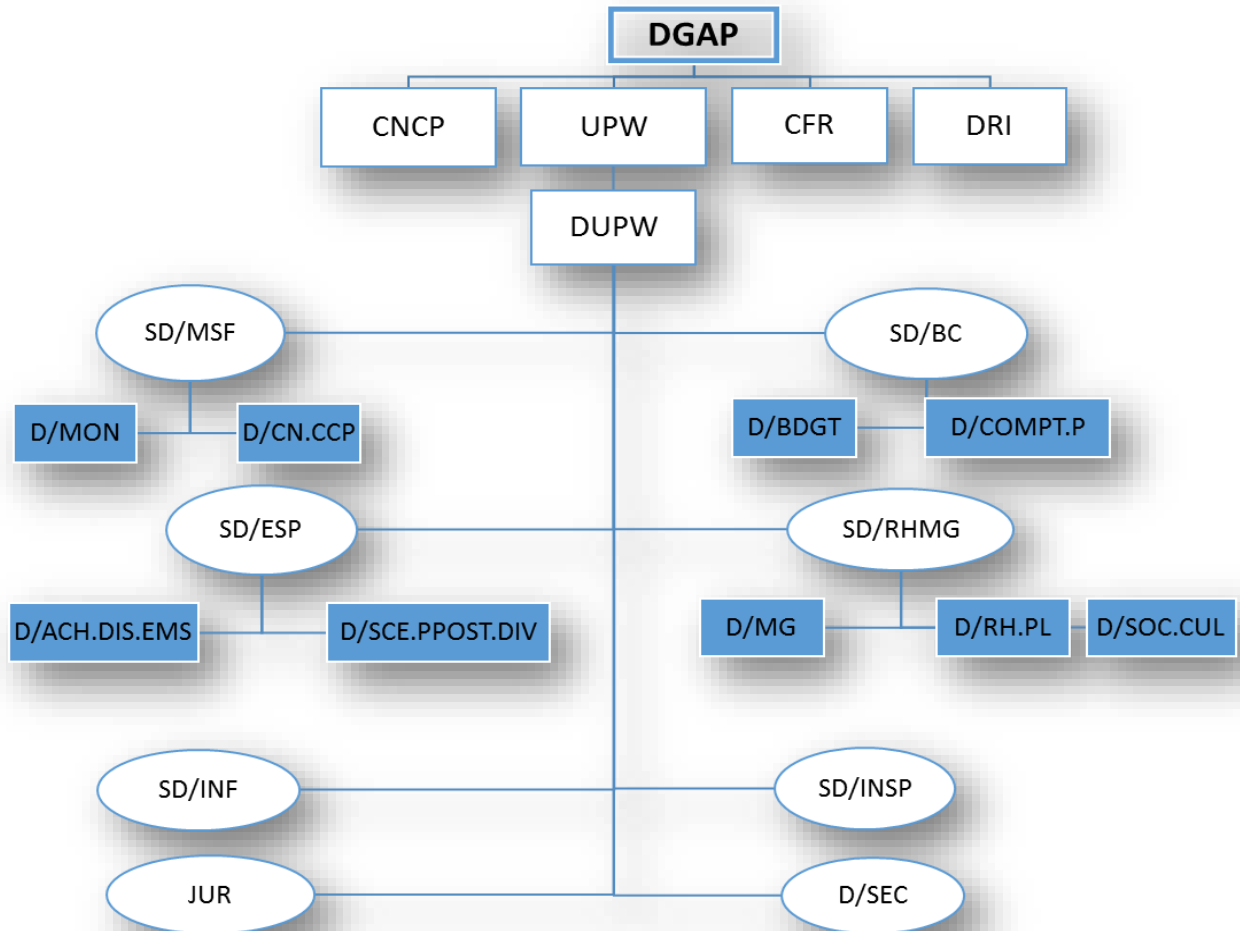 DGAP
CNCP
UPW
CFR
DRI
DUPW
SD/MSF
SD/BC
D/MON
D/CN.CCP
D/BDGT
D/COMPT.P
SD/ESP
SD/RHMG
D/ACH.DIS.EMS
D/SCE.PPOST.DIV
D/MG
D/RH.PL
D/SOC.CUL
SD/INF
SD/INSP
JUR
D/SEC